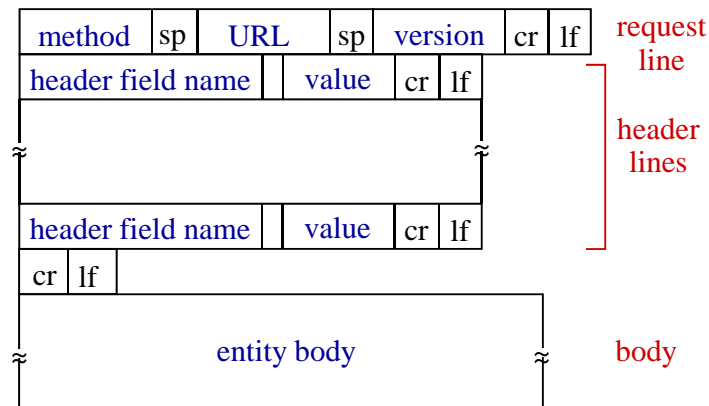 method sp URL sp version cr lf request
line
header field name value cr lf
header
lines
header field name value cr lf
cr lf
entity body body